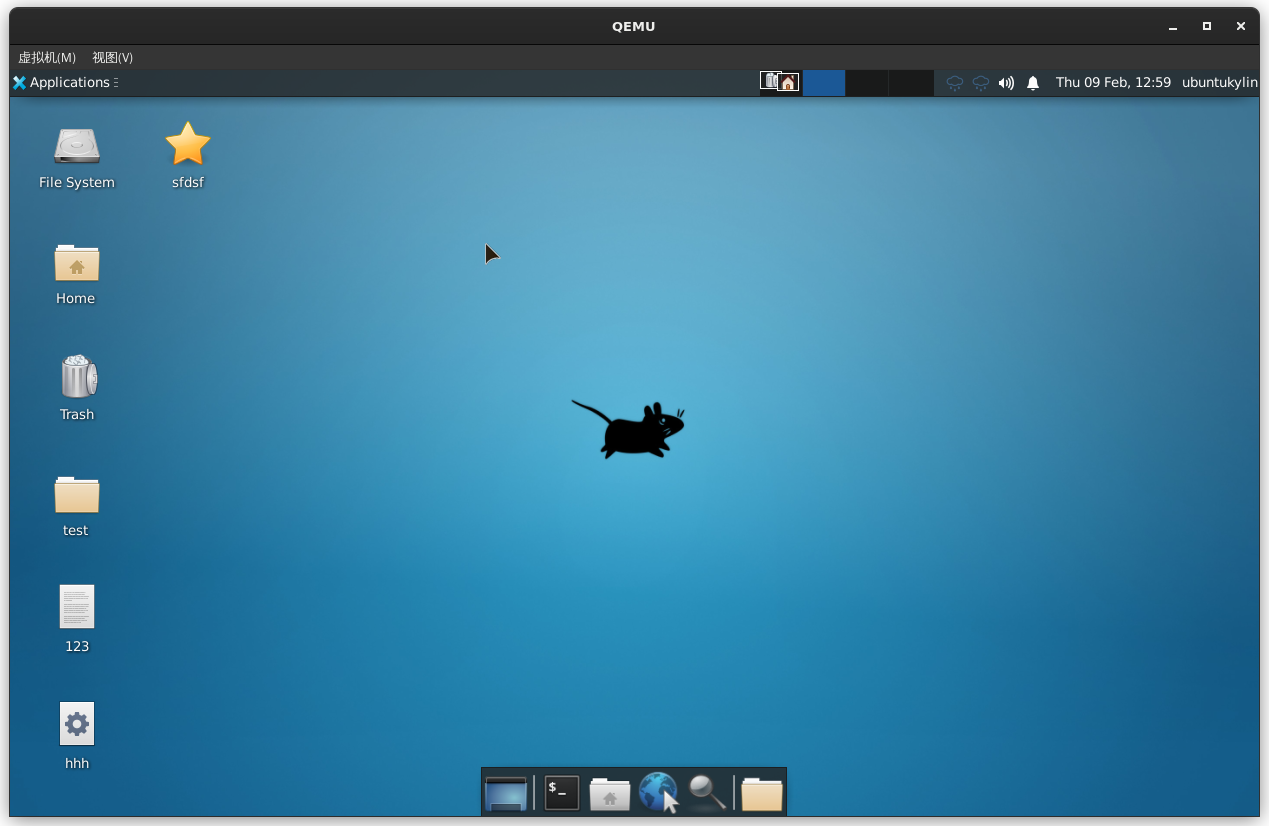 QEMU
虚拟机(M) 视图(V)
Applications Thu 09 Feb, 12:59 ubuntukylin
File System sfdsf
Home
Trash
test
123
hhh
$_